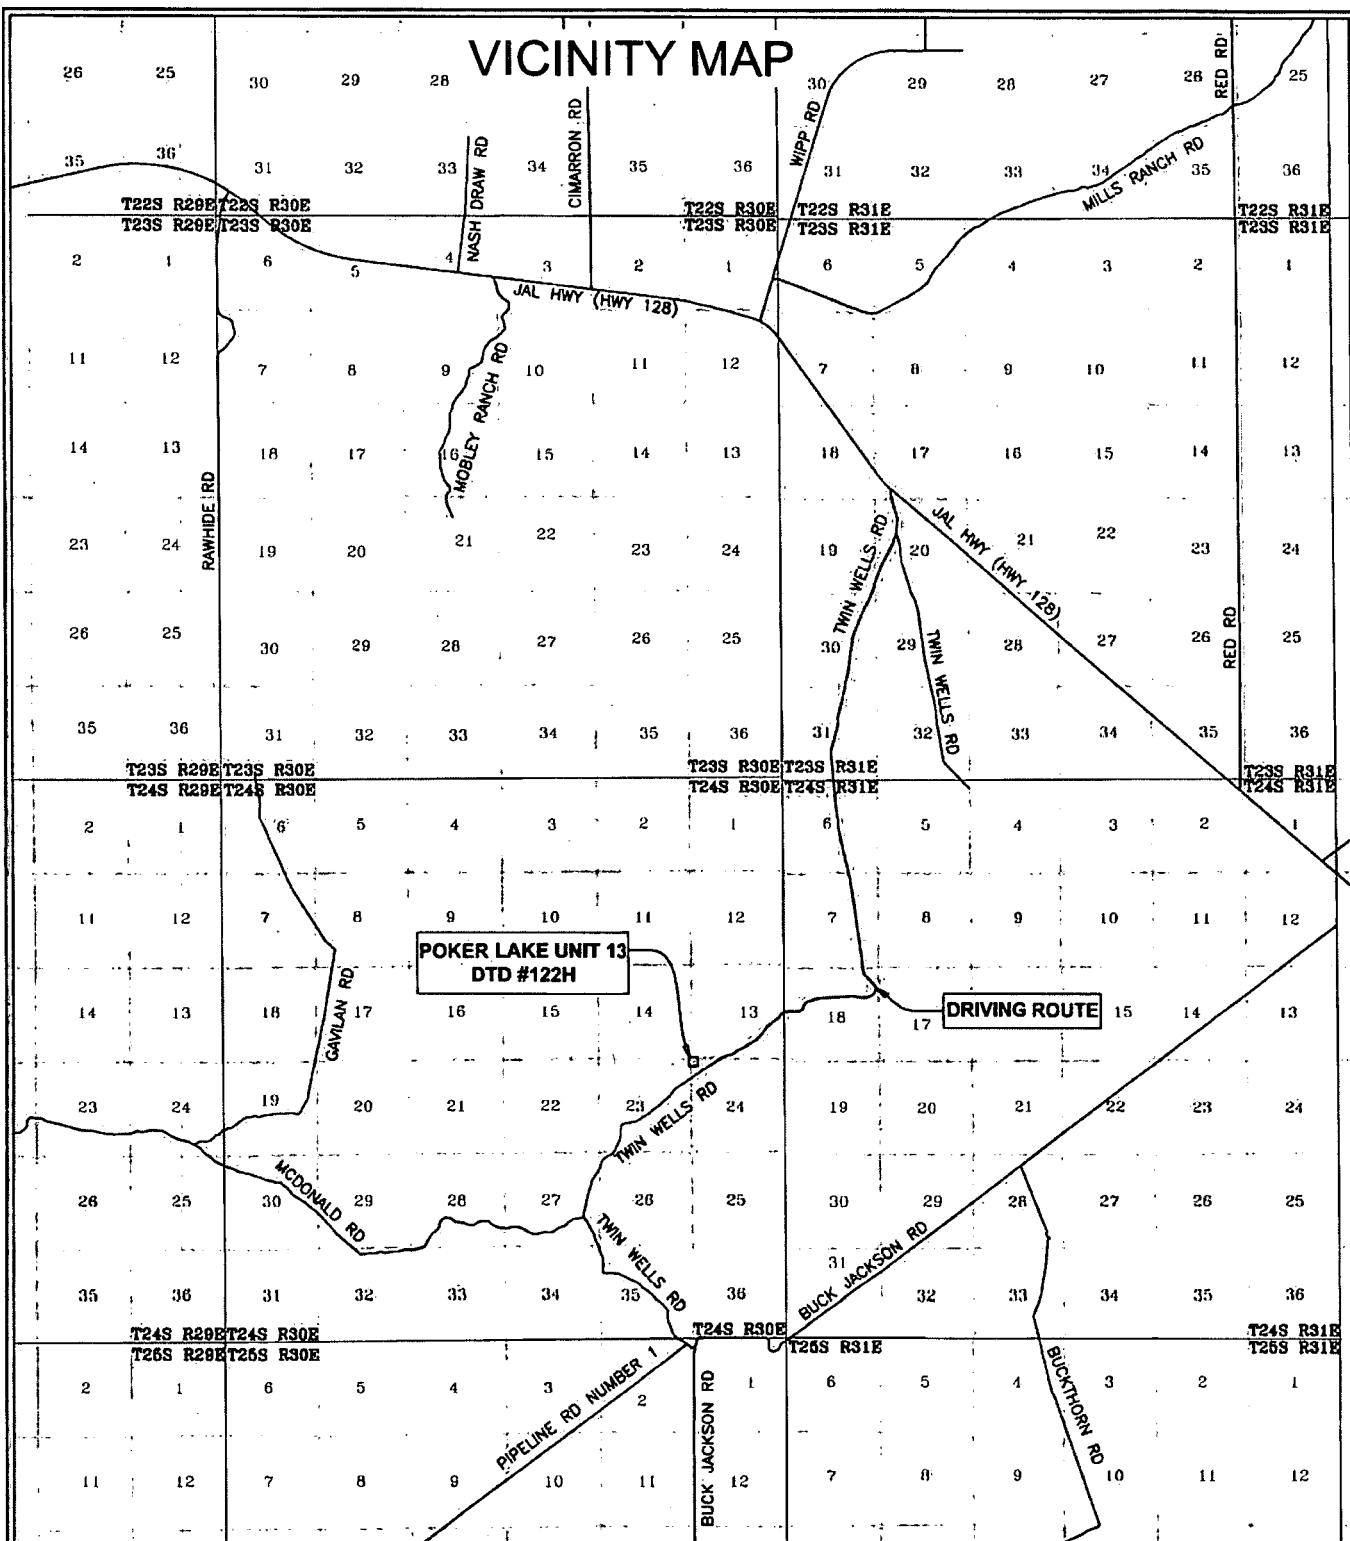 VICINITY MAP
26 25 30 29 28 30 29 28 27 26 25
RED RD
CIMARRON RD
WIPP RD
NASH DRAW RD
35 36 31 32 33 34 35 36 31 32 33 34 35 36
MILLS RANCH RD
T22S R29E T22S R30E T22S R30E T22S R31E T22S R31E
T23S R29E T23S R30E T23S R30E T23S R31E T23S R31E
2 1 6 5 4 3 2 1 6 5 4 3 2 1
JAL HWY (HWY 128)
11 12 7 8 9 10 11 12 7 8 9 10 11 12
MOBLEY RANCH RD
14 13 18 17 16 15 14 13 18 17 16 15 14 13
RAWHIDE RD
JAL HWY (HWY 128)
23 24 19 20 21 22 23 24 19 20 21 22 23 24
TWIN WELLS RD
26 25 30 29 28 27 26 25 30 29 28 27 26 25
TWIN WELLS RD
RED RD
35 36 31 32 33 34 35 36 31 32 33 34 35 36
T23S R29E T23S R30E T23S R30E T23S R31E T23S R31E
T24S R29E T24S R30E T24S R30E T24S R31E T24S R31E
2 1 6 5 4 3 2 1 6 5 4 3 2 1
11 12 7 8 9 10 11 12 7 8 9 10 11 12
POKER LAKE UNIT 13
DTD #122H
GAVILAN RD
DRIVING ROUTE
14 13 18 17 16 15 14 13 18 17 15 14 13
23 24 19 20 21 22 23 24 19 20 21 22 23 24
TWIN WELLS RD
MCDONALD RD
26 25 30 29 28 27 26 25 30 29 28 27 26 25
TWIN WELLS RD
BUCK JACKSON RD
35 36 31 32 33 34 35 36 31 32 33 34 35 36
T24S R29E T24S R30E T24S R30E T24S R31E
T25S R29E T25S R30E T25S R31E T25S R31E
2 1 6 5 4 3 2 1 6 5 4 3 2 1
PIPELINE RD NUMBER 1
BUCK JACKSON RD
BUCKTHORN RD
11 12 7 8 9 10 11 12 7 8 9 10 11 12